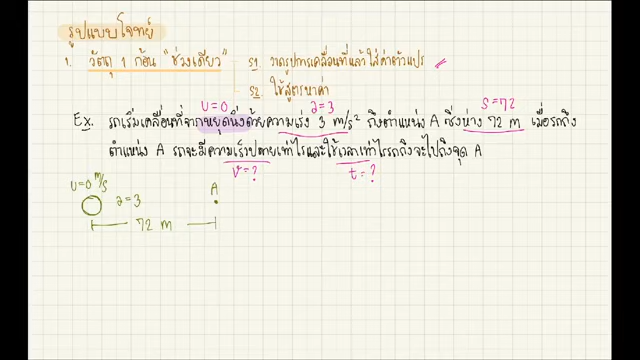 รูปแบบโจทย์
1. วัตถุ 1 ก้อน "ช่วงเดียว" S1 วาดรูปการเคลื่อนที่แล้วใส่ค่าตัวแปร
S2 ใช้สูตรหาค่า
u=0 a=3 S=72
Ex. รถเริ่มเคลื่อนที่จากหยุดนิ่งด้วยความเร่ง 3 m/s² ถึงตำแหน่ง A ซึ่งห่าง 72 m เมื่อรถถึง
ตำแหน่ง A รถจะมีความเร็วปลายเท่าไรและใช้เวลาเท่าไรรถถึงจะไปถึงจุด A
v=? t=?
u=0 m/s A
a=3
72 m